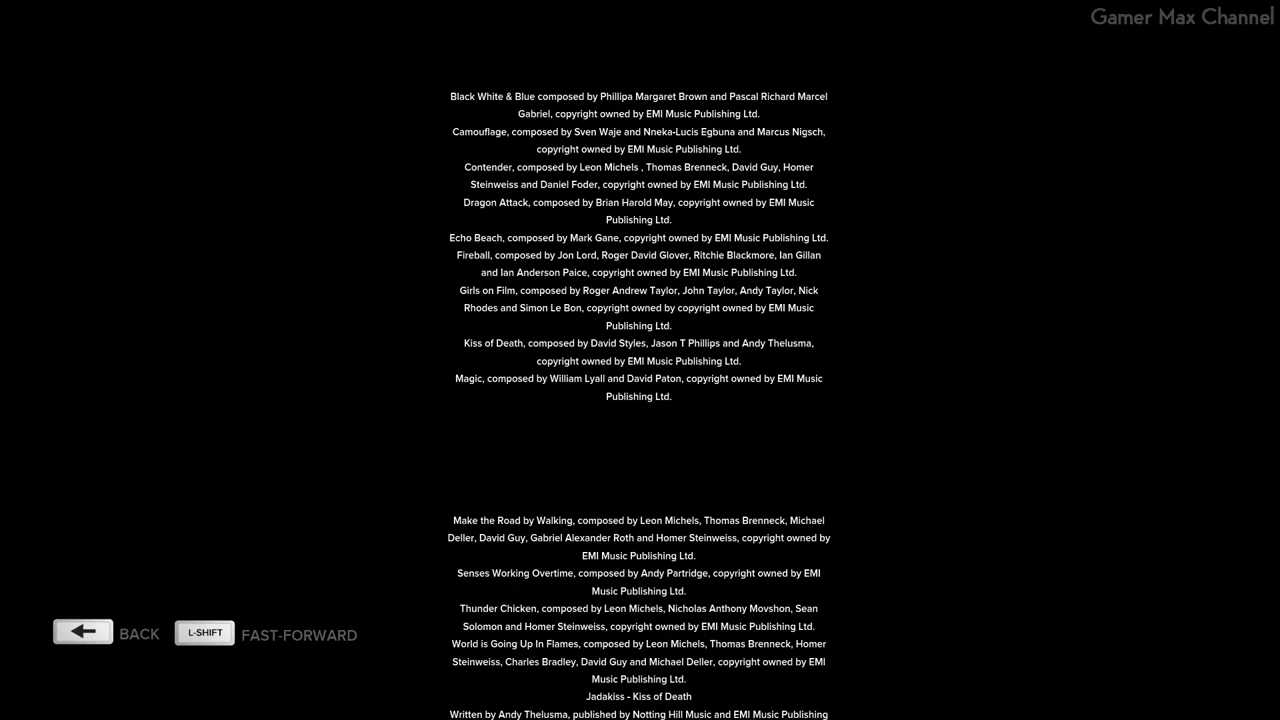 Gamer Max Channel
Black White & Blue composed by Phillipa Margaret Brown and Pascal Richard Marcel
Gabriel, copyright owned by EMI Music Publishing Ltd.
Camouflage, composed by Sven Waje and Nneka-Lucis Egbuna and Marcus Nigsch,
copyright owned by EMI Music Publishing Ltd.
Contender, composed by Leon Michels , Thomas Brenneck, David Guy, Homer
Steinweiss and Daniel Foder, copyright owned by EMI Music Publishing Ltd.
Dragon Attack, composed by Brian Harold May, copyright owned by EMI Music
Publishing Ltd.
Echo Beach, composed by Mark Gane, copyright owned by EMI Music Publishing Ltd.
Fireball, composed by Jon Lord, Roger David Glover, Ritchie Blackmore, Ian Gillan
and Ian Anderson Paice, copyright owned by EMI Music Publishing Ltd.
Girls on Film, composed by Roger Andrew Taylor, John Taylor, Andy Taylor, Nick
Rhodes and Simon Le Bon, copyright owned by copyright owned by EMI Music
Publishing Ltd.
Kiss of Death, composed by David Styles, Jason T Phillips and Andy Thelusma,
copyright owned by EMI Music Publishing Ltd.
Magic, composed by William Lyall and David Paton, copyright owned by EMI Music
Publishing Ltd.
Make the Road by Walking, composed by Leon Michels, Thomas Brenneck, Michael
Deller, David Guy, Gabriel Alexander Roth and Homer Steinweiss, copyright owned by
EMI Music Publishing Ltd.
Senses Working Overtime, composed by Andy Partridge, copyright owned by EMI
Music Publishing Ltd.
Thunder Chicken, composed by Leon Michels, Nicholas Anthony Movshon, Sean
Solomon and Homer Steinweiss, copyright owned by EMI Music Publishing Ltd.
World is Going Up In Flames, composed by Leon Michels, Thomas Brenneck, Homer
Steinweiss, Charles Bradley, David Guy and Michael Deller, copyright owned by EMI
Music Publishing Ltd.
Jadakiss - Kiss of Death
Written by Andy Thelusma, published by Notting Hill Music and EMI Music Publishing
BACK L-SHIFT FAST-FORWARD